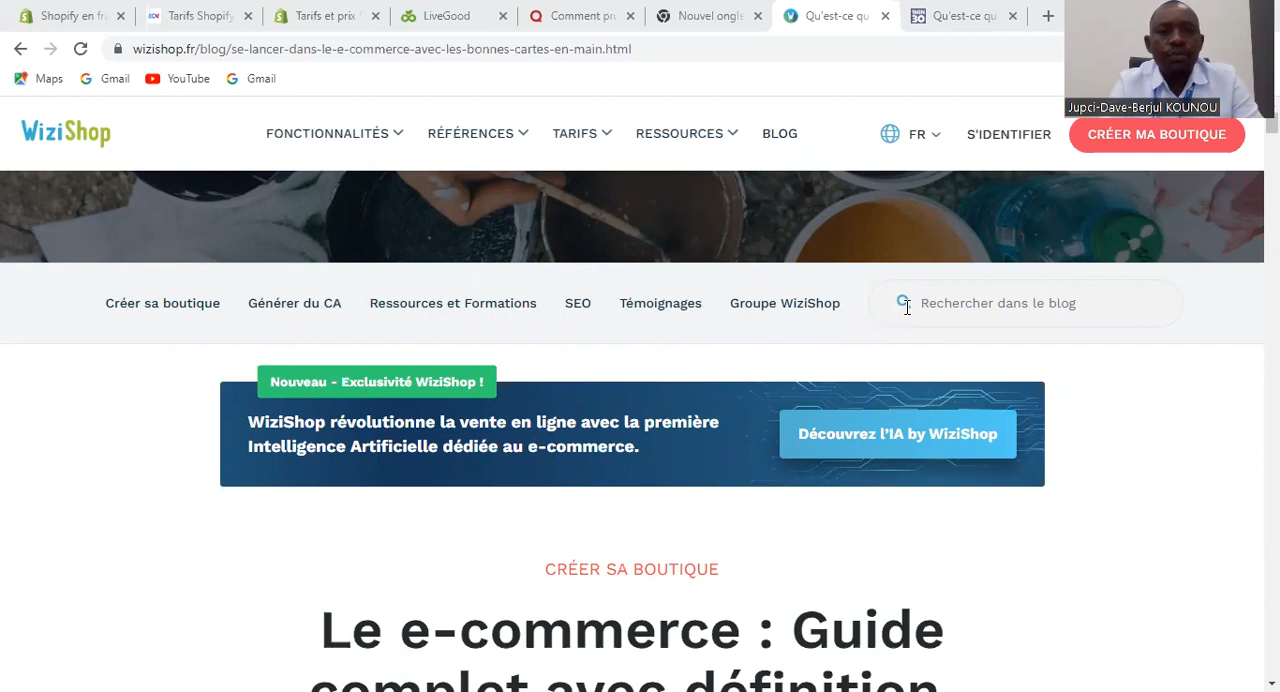 Shopify en fra
Tarifs Shopify
Tarifs et prix
LiveGood
Comment pr
Nouvel ongl
Qu'est-ce qu
Qu'est-ce qu
wizishop.fr/blog/se-lancer-dans-le-e-commerce-avec-les-bonnes-cartes-en-main.html
Maps
Gmail
YouTube
Gmail
Jupci-Dave-Berjul KOUNOU
WiziShop
FONCTIONNALITÉS
RÉFÉRENCES
TARIFS
RESSOURCES
BLOG
FR
S'IDENTIFIER
CRÉER MA BOUTIQUE
Créer sa boutique
Générer du CA
Ressources et Formations
SEO
Témoignages
Groupe WiziShop
Rechercher dans le blog
Nouveau - Exclusivité WiziShop !
WiziShop révolutionne la vente en ligne avec la première
Intelligence Artificielle dédiée au e-commerce.
Découvrez l'IA by WiziShop
CRÉER SA BOUTIQUE
Le e-commerce : Guide
complet avec définition,